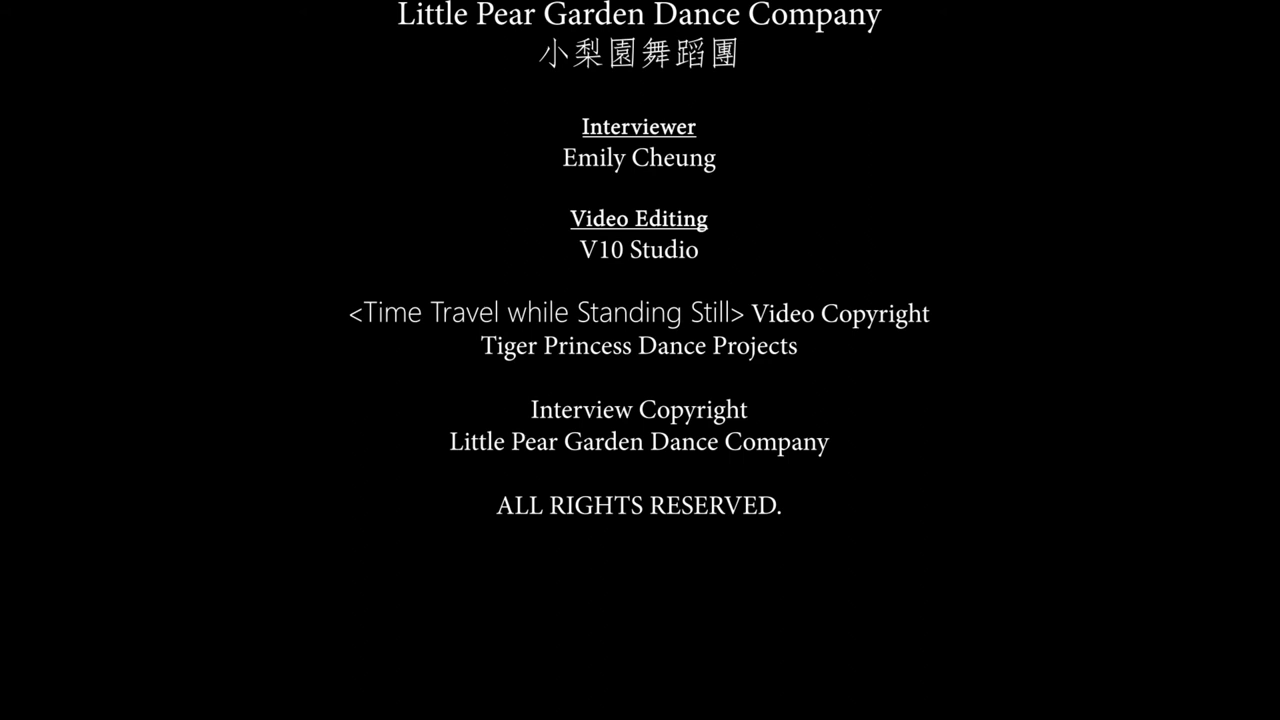 Little Pear Garden Dance Company
小梨園舞蹈團
Interviewer
Emily Cheung
Video Editing
V10 Studio
<Time Travel while Standing Still> Video Copyright
Tiger Princess Dance Projects
Interview Copyright
Little Pear Garden Dance Company
ALL RIGHTS RESERVED.